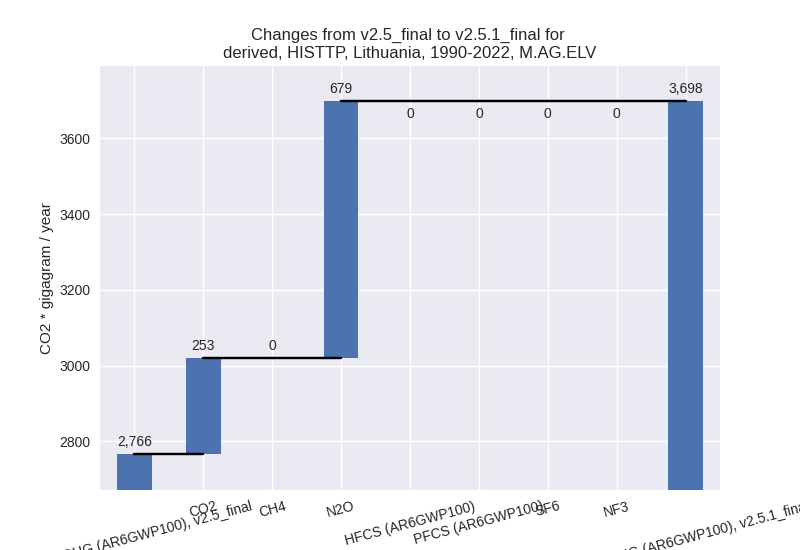 Changes from v2.5_final to v2.5.1_final for
derived, HISTTP, Lithuania, 1990-2022, M.AG.ELV
CO2 * gigagram / year
3600
3400
3200
3000
2800
2,766
253
0
679
0
0
0
0
3,698
(AR6GWP100), v2.5_final
CO2
CH4
N2O
HFCS (AR6GWP100)
PFCS (AR6GWP100)
SF6
NF3
(AR6GWP100), v2.5.1_final